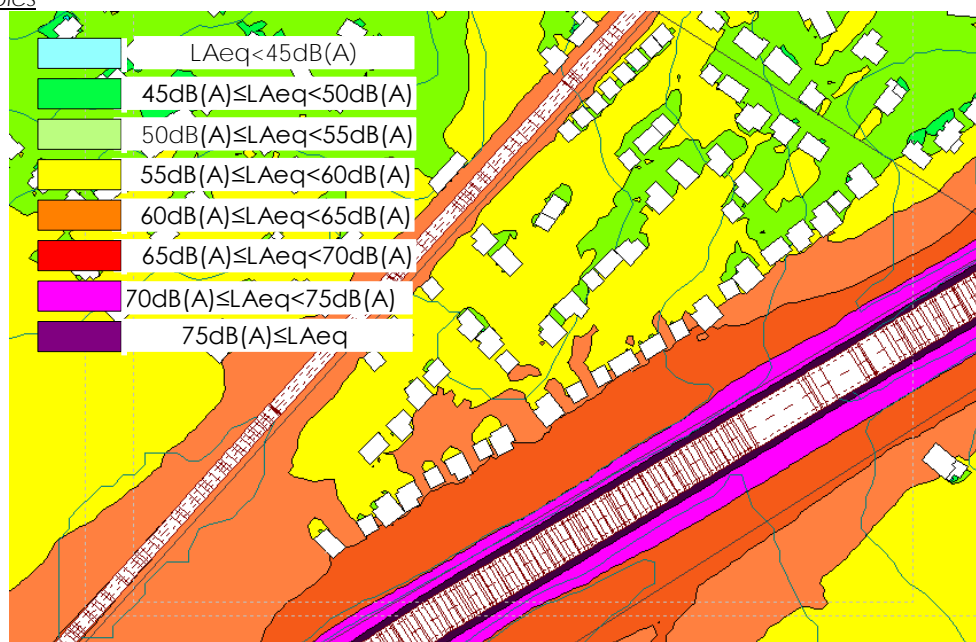 LAeq<45dB(A)
45dB(A)≤LAeq<50dB(A)
50dB(A)≤LAeq<55dB(A)
55dB(A)≤LAeq<60dB(A)
60dB(A)≤LAeq<65dB(A)
65dB(A)≤LAeq<70dB(A)
70dB(A)≤LAeq<75dB(A)
75dB(A)≤LAeq